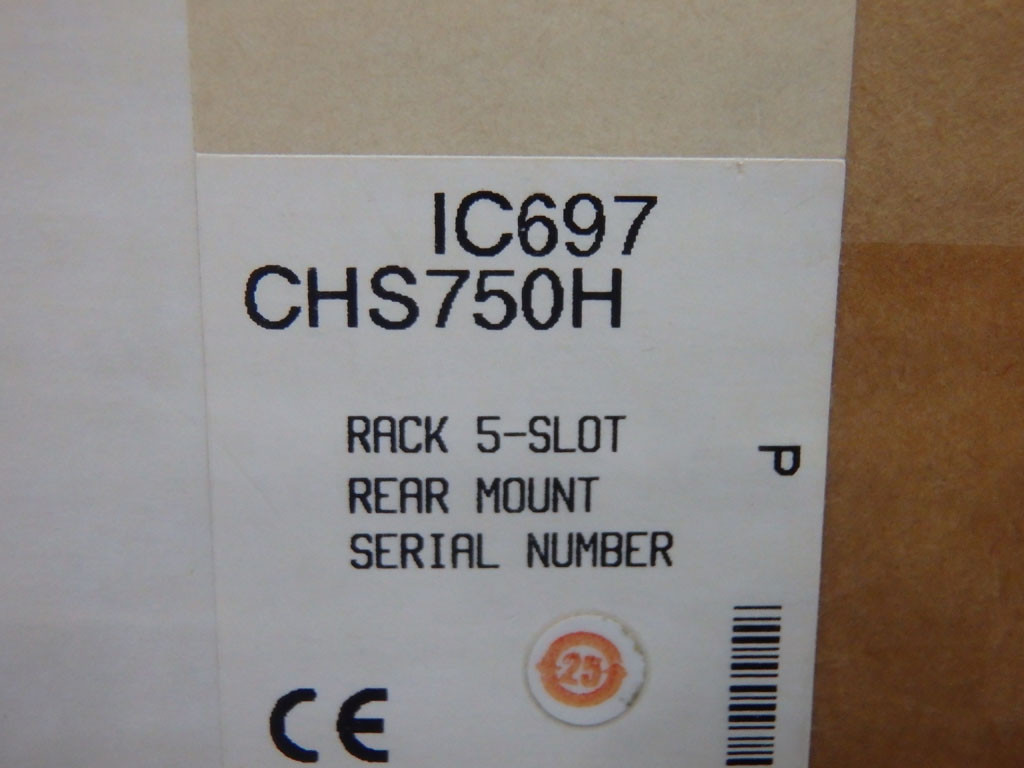 IC697
CHS750H
RACK 5-SLOT
REAR MOUNT
SERIAL NUMBER
P
25
CE